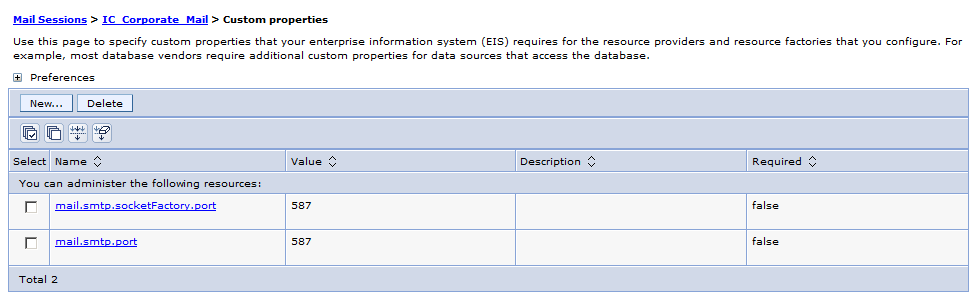 Mail Sessions > IC_Corporate_Mail > Custom properties
Use this page to specify custom properties that your enterprise information system (EIS) requires for the resource providers and resource factories that you configure. For
example, most database vendors require additional custom properties for data sources that access the database.
Preferences
New... Delete
Select Name Value Description Required
You can administer the following resources:
mail.smtp.socketFactory.port 587 false
mail.smtp.port 587 false
Total 2